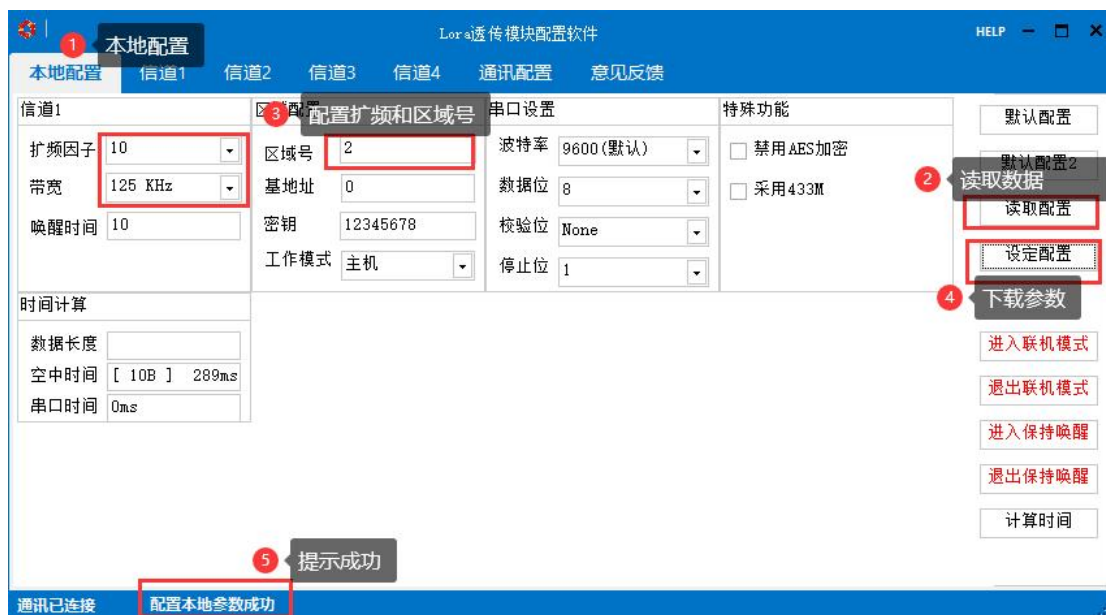 Lora透传模块配置软件
HELP
1 本地配置
本地配置 信道1 信道2 信道3 信道4 通讯配置 意见反馈
信道1
扩频因子 10
带宽 125 KHz
唤醒时间 10
3 配置扩频和区域号
区域号 2
基地址 0
密钥 12345678
工作模式 主机
串口设置
波特率 9600(默认)
数据位 8
校验位 None
停止位 1
特殊功能
禁用AES加密
采用433M
默认配置
默认配置2
2 读取数据
读取配置
设定配置
4 下载参数
进入联机模式
退出联机模式
进入保持唤醒
退出保持唤醒
计算时间
时间计算
数据长度
空中时间 [ 10B ] 289ms
串口时间 0ms
5 提示成功
通讯已连接 配置本地参数成功